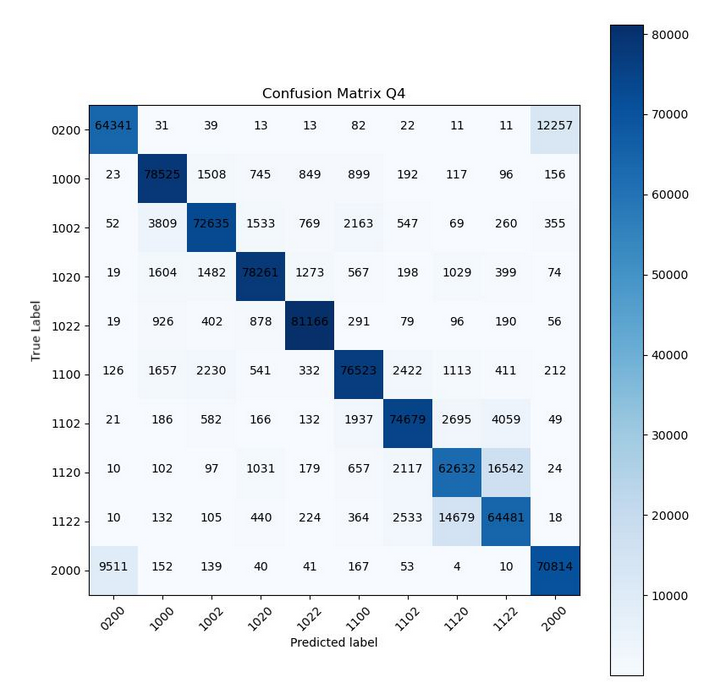 Confusion Matrix Q4
0200 64341 31 39 13 13 82 22 11 11 12257
1000 23 78525 1508 745 849 899 192 117 96 156
1002 52 3809 72635 1533 769 2163 547 69 260 355
1020 19 1604 1482 78261 1273 567 198 1029 399 74
1022 19 926 402 878 81166 291 79 96 190 56
1100 126 1657 2230 541 332 76523 2422 1113 411 212
1102 21 186 582 166 132 1937 74679 2695 4059 49
1120 10 102 97 1031 179 657 2117 62632 16542 24
1122 10 132 105 440 224 364 2533 14679 64481 18
2000 9511 152 139 40 41 167 53 4 10 70814
0200 1000 1002 1020 1022 1100 1102 1120 1122 2000
Predicted label
True Label
80000
70000
60000
50000
40000
30000
20000
10000